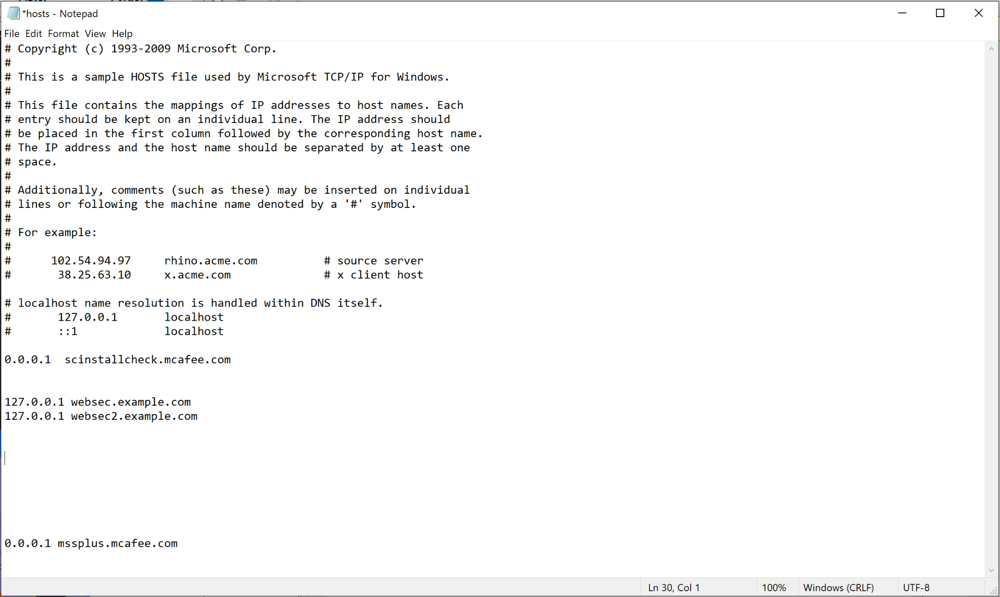 *hosts - Notepad
File Edit Format View Help
# Copyright (c) 1993-2009 Microsoft Corp.
#
# This is a sample HOSTS file used by Microsoft TCP/IP for Windows.
#
# This file contains the mappings of IP addresses to host names. Each
# entry should be kept on an individual line. The IP address should
# be placed in the first column followed by the corresponding host name.
# The IP address and the host name should be separated by at least one
# space.
#
# Additionally, comments (such as these) may be inserted on individual
# lines or following the machine name denoted by a '#' symbol.
#
# For example:
#
#      102.54.94.97     rhino.acme.com          # source server
#       38.25.63.10     x.acme.com              # x client host

# localhost name resolution is handled within DNS itself.
#       127.0.0.1       localhost
#       ::1             localhost

0.0.0.1  scinstallcheck.mcafee.com


127.0.0.1 websec.example.com
127.0.0.1 websec2.example.com

0.0.0.1 mssplus.mcafee.com

Ln 30, Col 1 100% Windows (CRLF) UTF-8